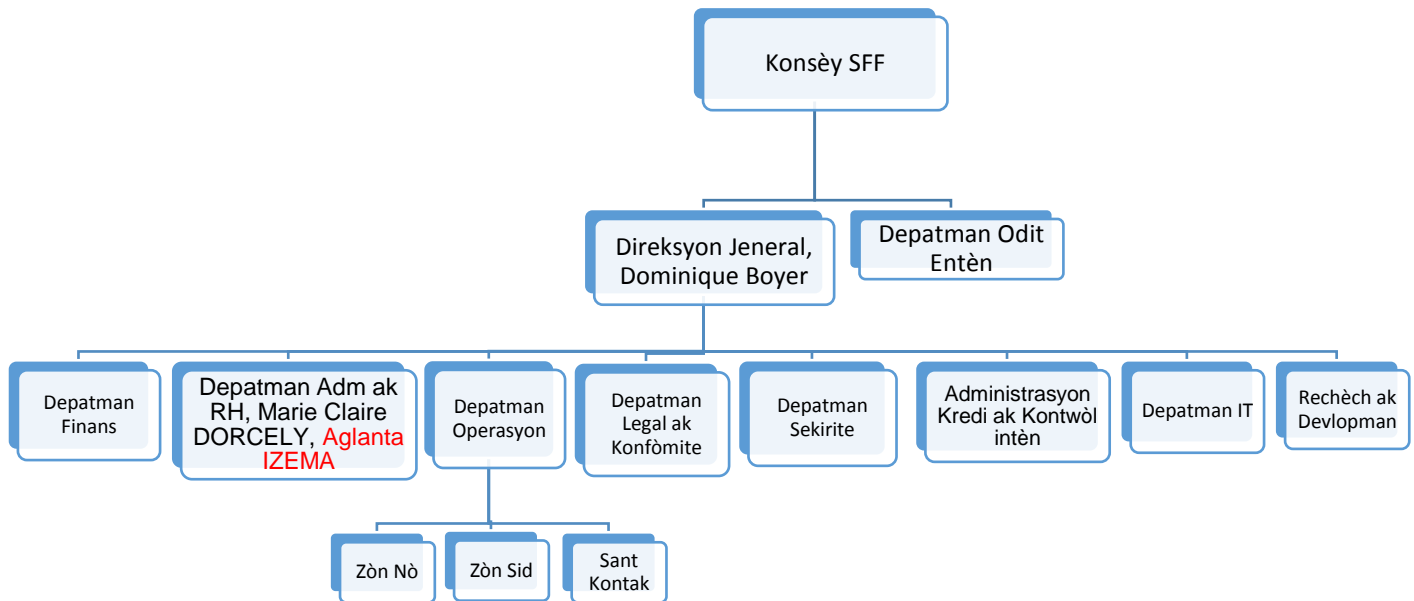 Konsèy SFF
Direksyon Jeneral,
Dominique Boyer
Depatman Odit
Entèn
Depatman
Finans
Depatman Adm ak
RH, Marie Claire
DORCELY, Aglanta
IZEMA
Depatman
Operasyon
Depatman
Legal ak
Konfòmite
Depatman
Sekirite
Administrasyon
Kredi ak Kontwòl
intèn
Depatman IT
Rechèch ak
Devlopman
Zòn Nò
Zòn Sid
Sant
Kontak